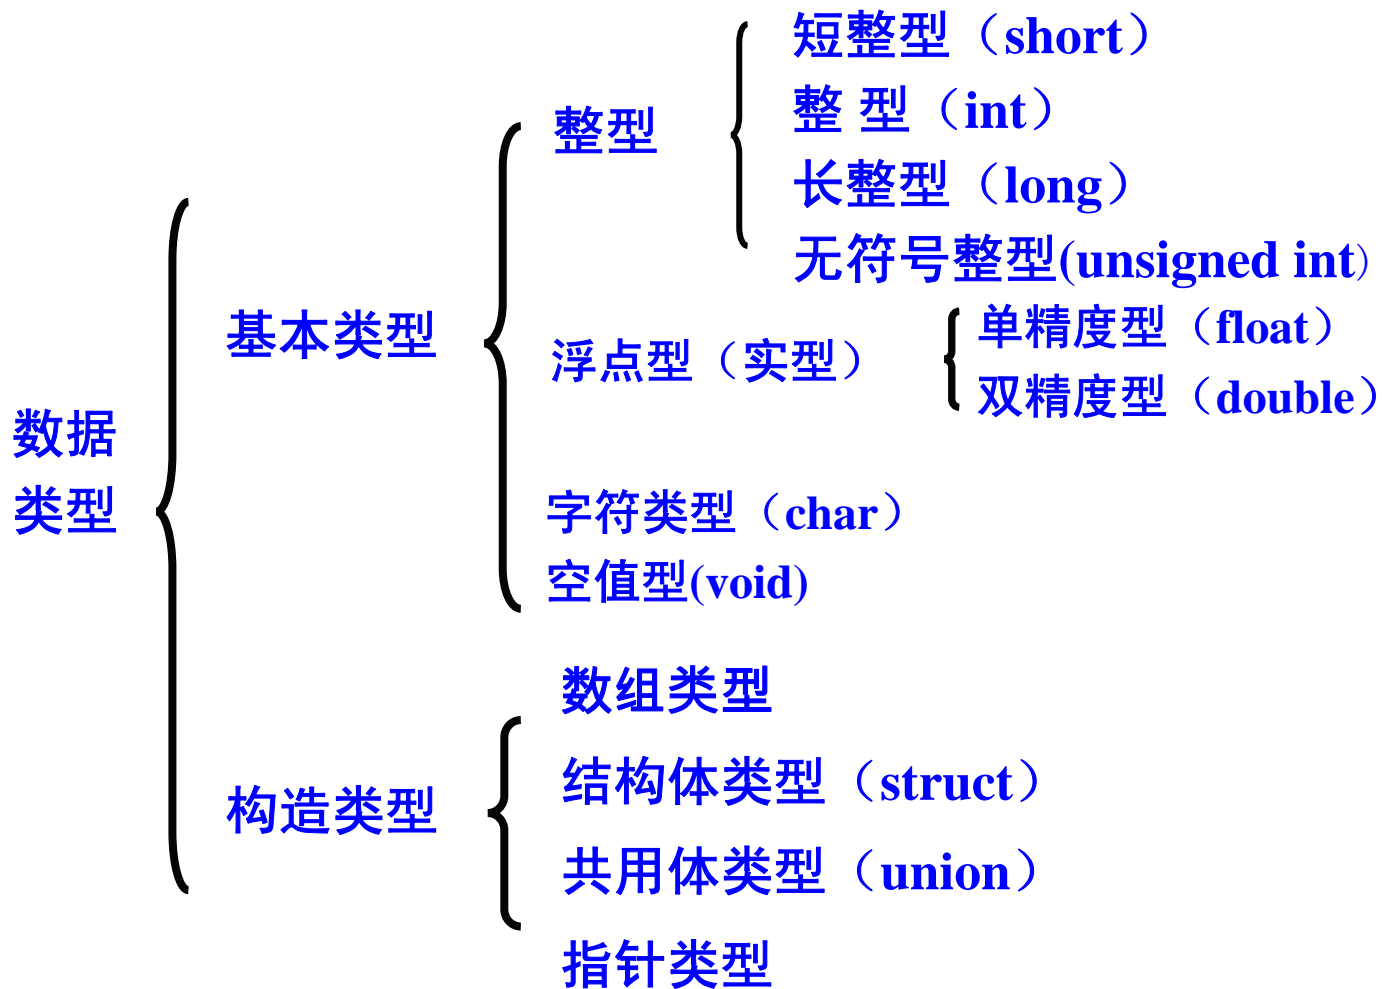 短整型（short）
整 型（int）
整型
长整型（long）
无符号整型(unsigned int）
基本类型
单精度型（float）
浮点型（实型）
双精度型（double）
数据
类型
字符类型（char）
空值型(void)
数组类型
结构体类型（struct）
构造类型
共用体类型（union）
指针类型